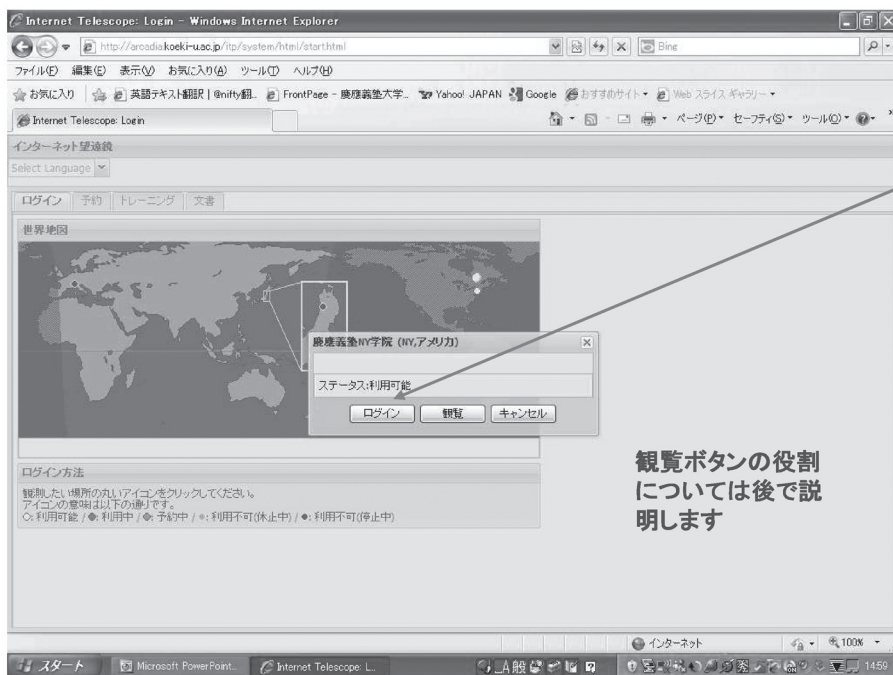 Internet Telescope: Login - Windows Internet Explorer
http://arcadia.koeki-u.ac.jp/itp/system/html/start.html
Bing
ファイル(F) 編集(E) 表示(V) お気に入り(A) ツール(T) ヘルプ(H)
お気に入り 英語テキスト翻訳 | @nifty翻... FrontPage - 慶應義塾大学... Yahoo! JAPAN Google おすすめサイト Web スライス ギャラリー
Internet Telescope: Login ページ(P) セーフティ(S) ツール(O)
インターネット望遠鏡
Select Language
ログイン 予約 トレーニング 文書
世界地図
慶應義塾NY学院 (NY,アメリカ)
ステータス:利用可能
ログイン 観覧 キャンセル
観覧ボタンの役割
については後で説
明します
ログイン方法
観測したい場所の丸いアイコンをクリックしてください。
アイコンの意味は以下の通りです。
○: 利用可能 / ●: 利用中 / ●: 予約中 / ●: 利用不可(休止中) / ●: 利用不可(停止中)
インターネット 100%
スタート Microsoft PowerPoint... Internet Telescope: L... A 般 14:59